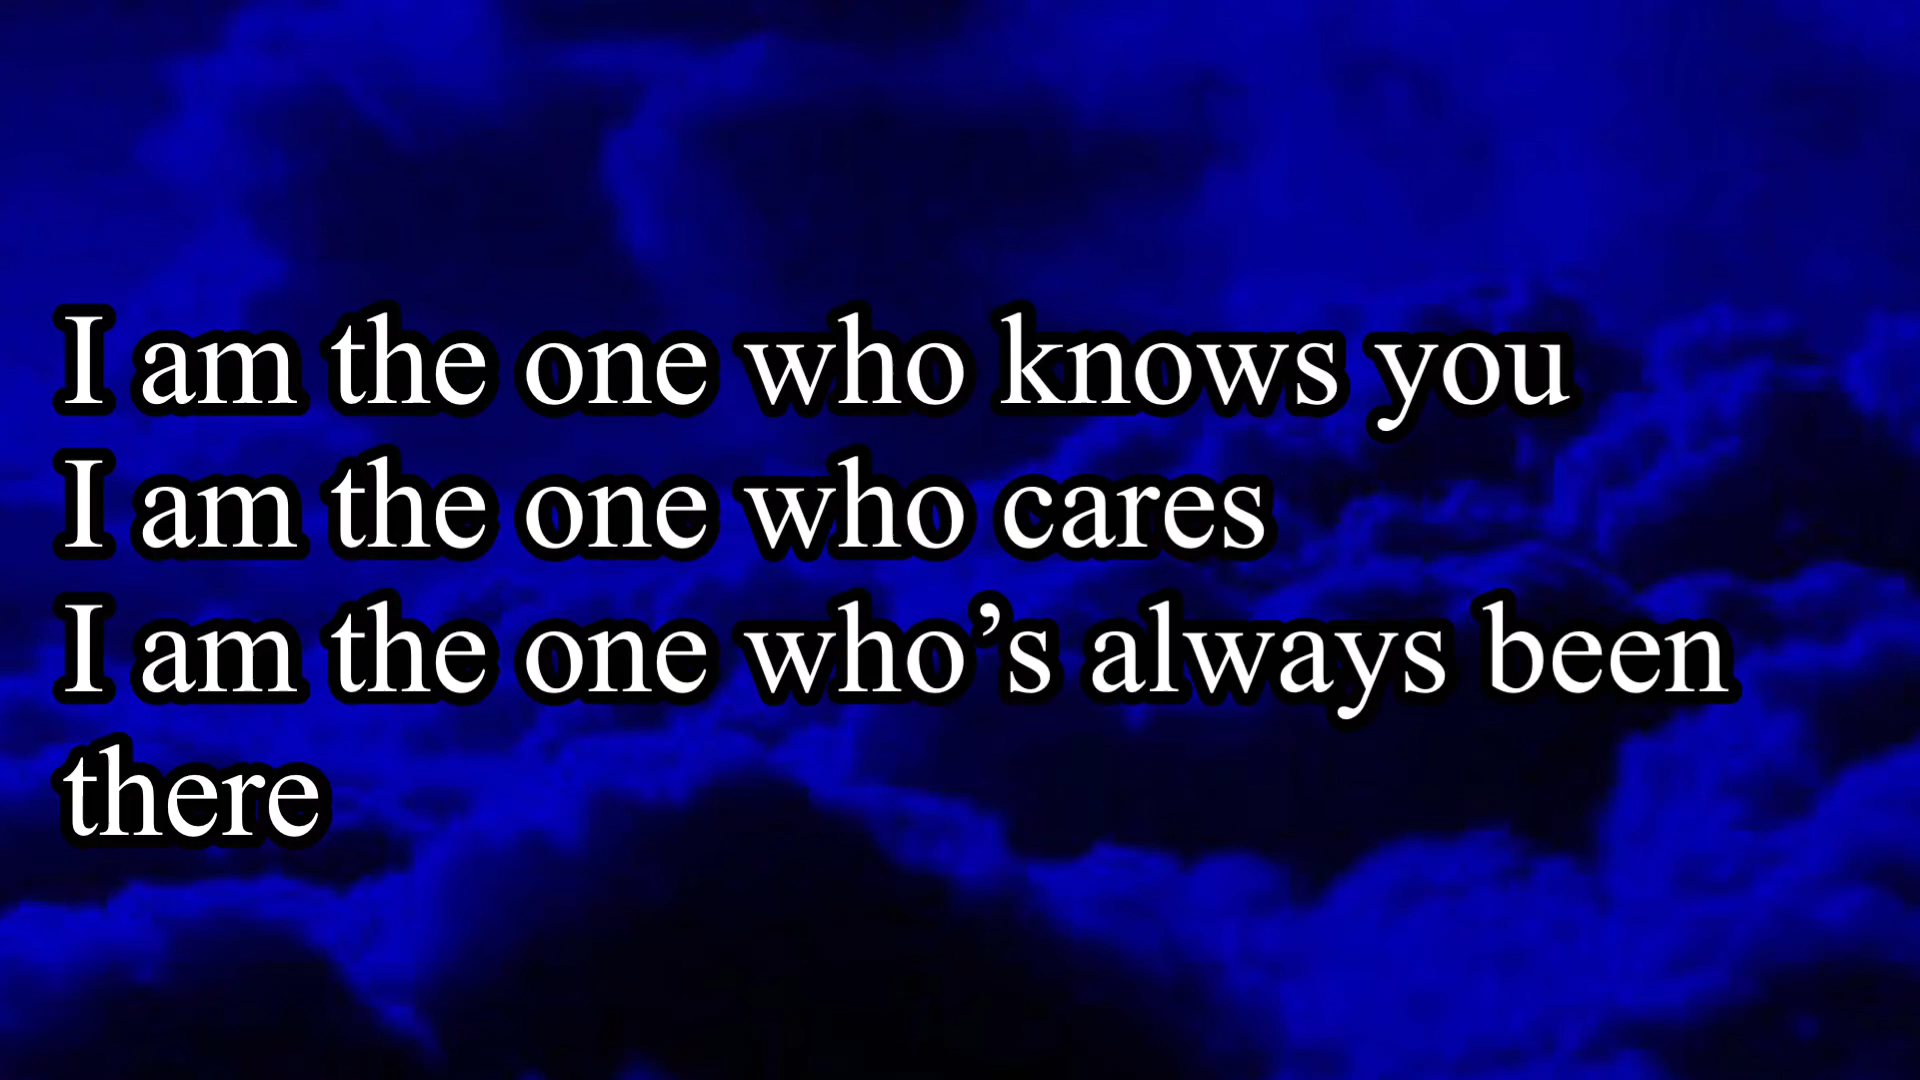 I am the one who knows you
I am the one who cares
I am the one who’s always been
there